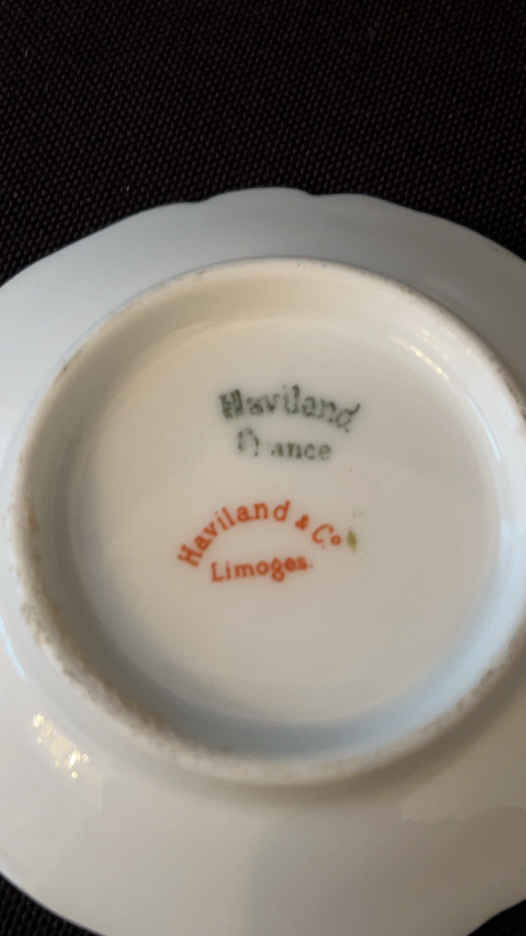 Haviland
France
Haviland & Co
Limoges.